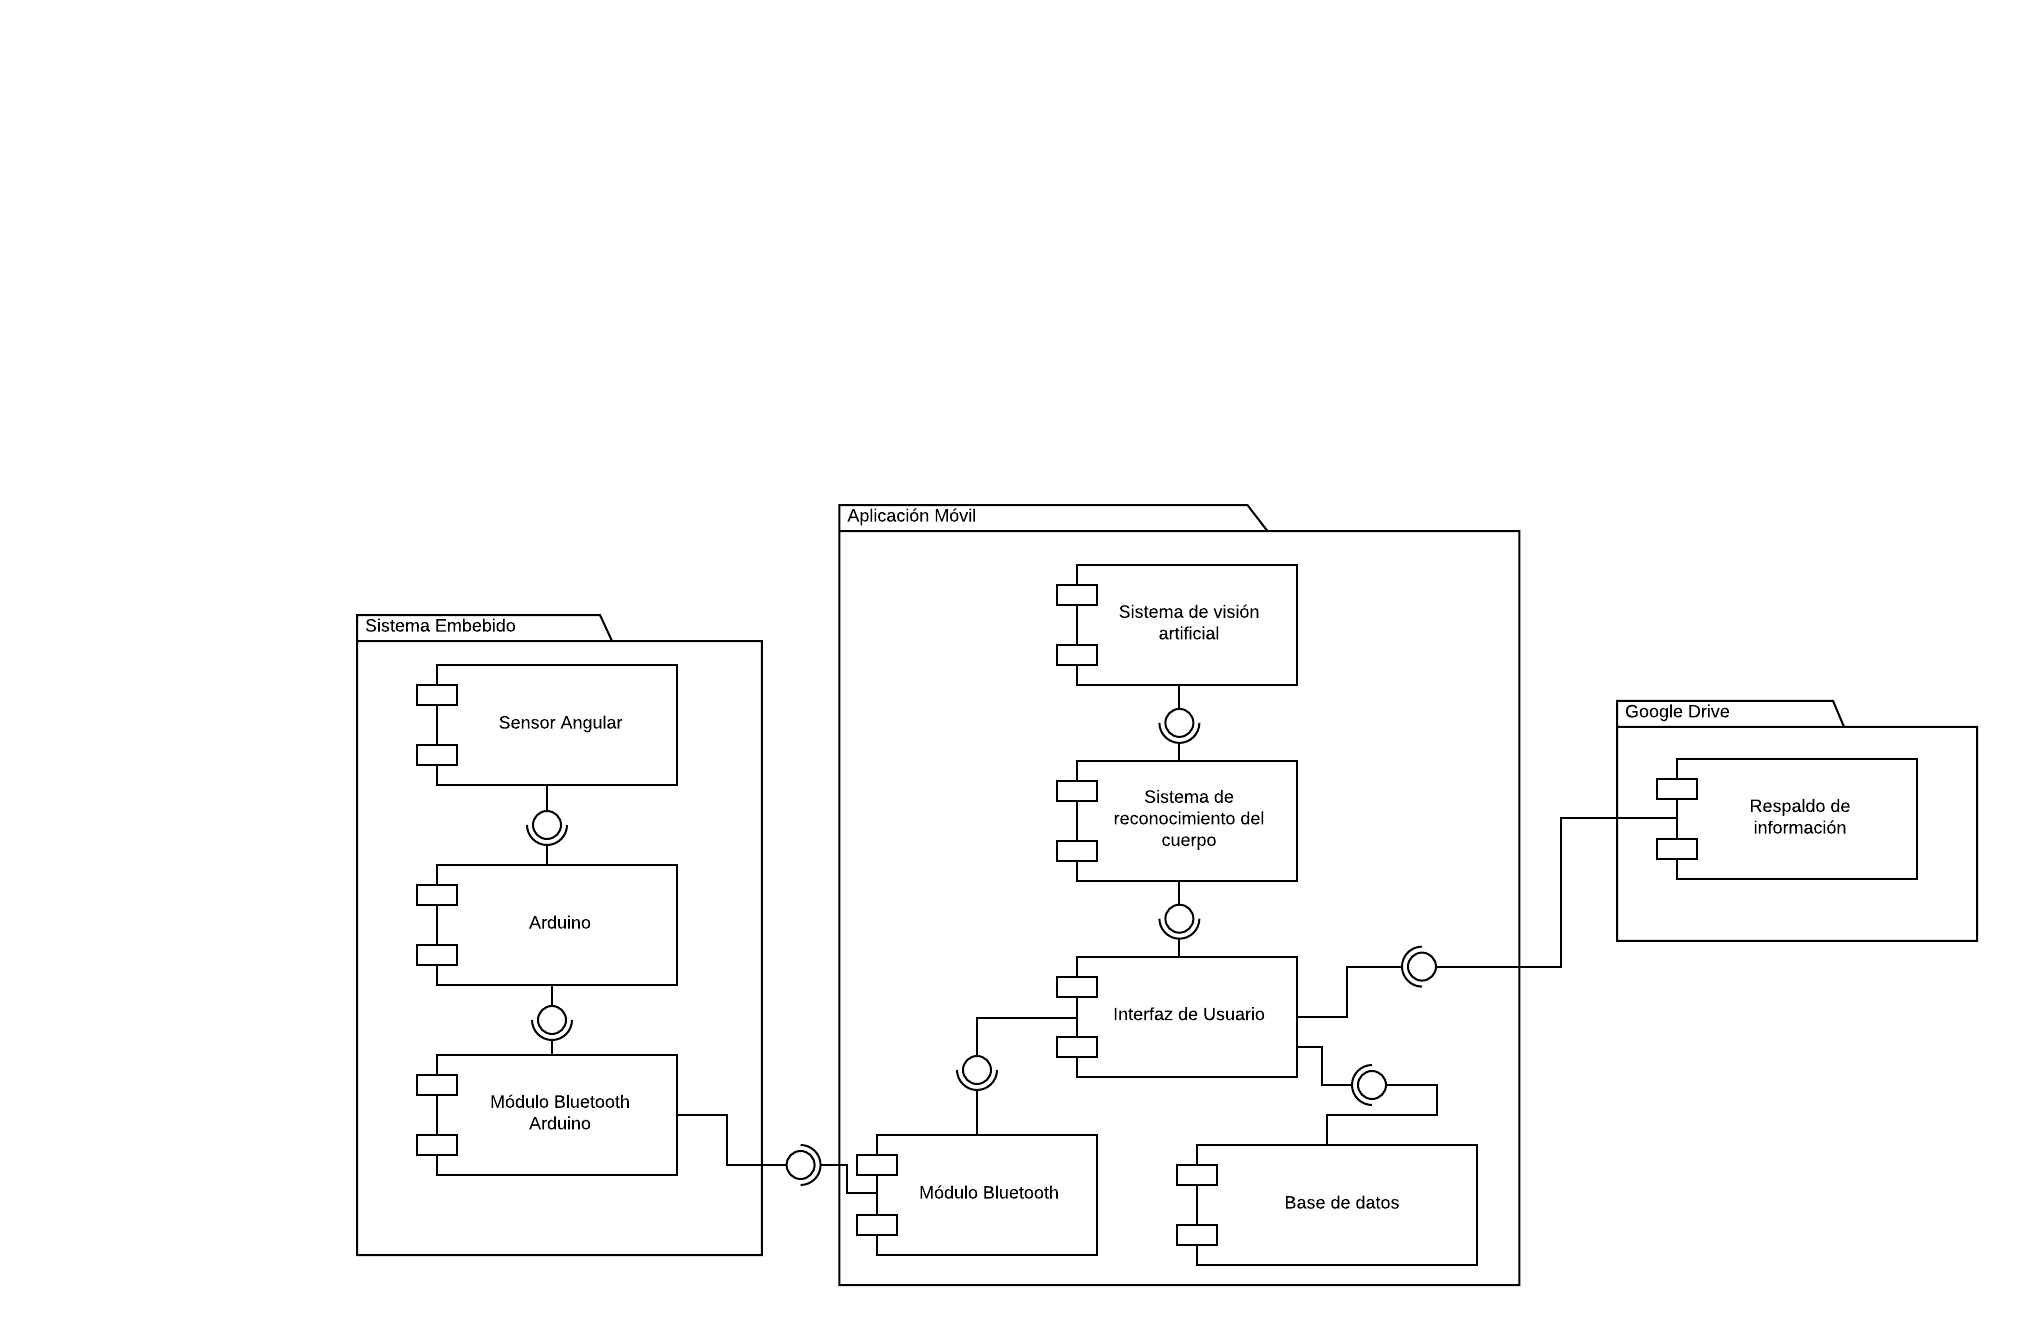 Aplicación Móvil
Sistema de visión
artificial
Sistema Embebido
Sensor Angular
Google Drive
Sistema de
reconocimiento del
cuerpo
Respaldo de
información
Arduino
Interfaz de Usuario
Módulo Bluetooth
Arduino
Módulo Bluetooth
Base de datos